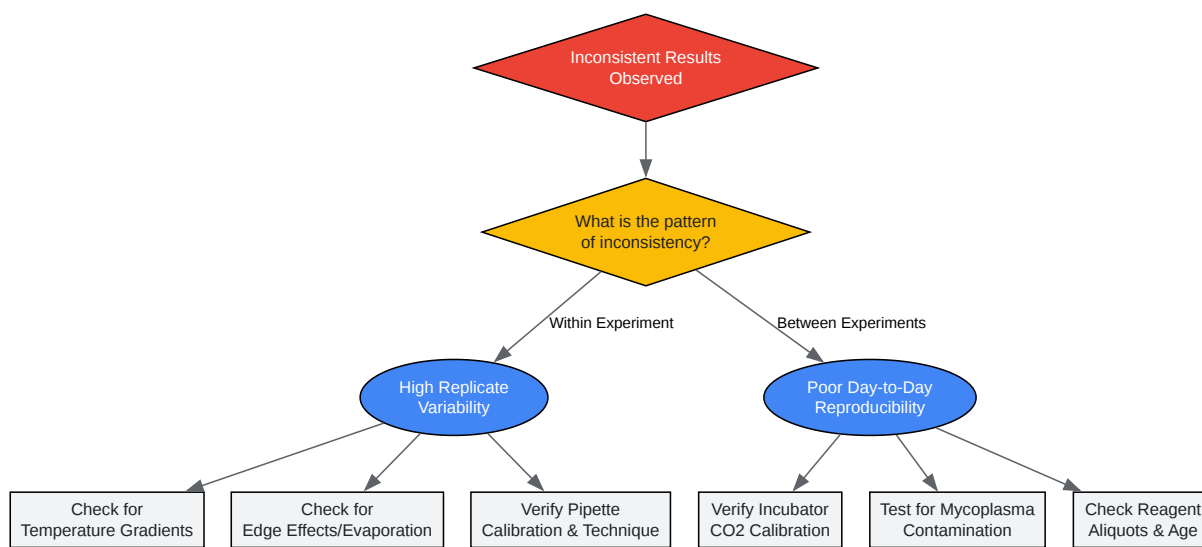 Inconsistent Results
Observed
What is the pattern
of inconsistency?
Within Experiment
Between Experiments
High Replicate
Variability
Poor Day-to-Day
Reproducibility
Check for
Temperature Gradients
Check for
Edge Effects/Evaporation
Verify Pipette
Calibration & Technique
Verify Incubator
CO2 Calibration
Test for Mycoplasma
Contamination
Check Reagent
Aliquots & Age